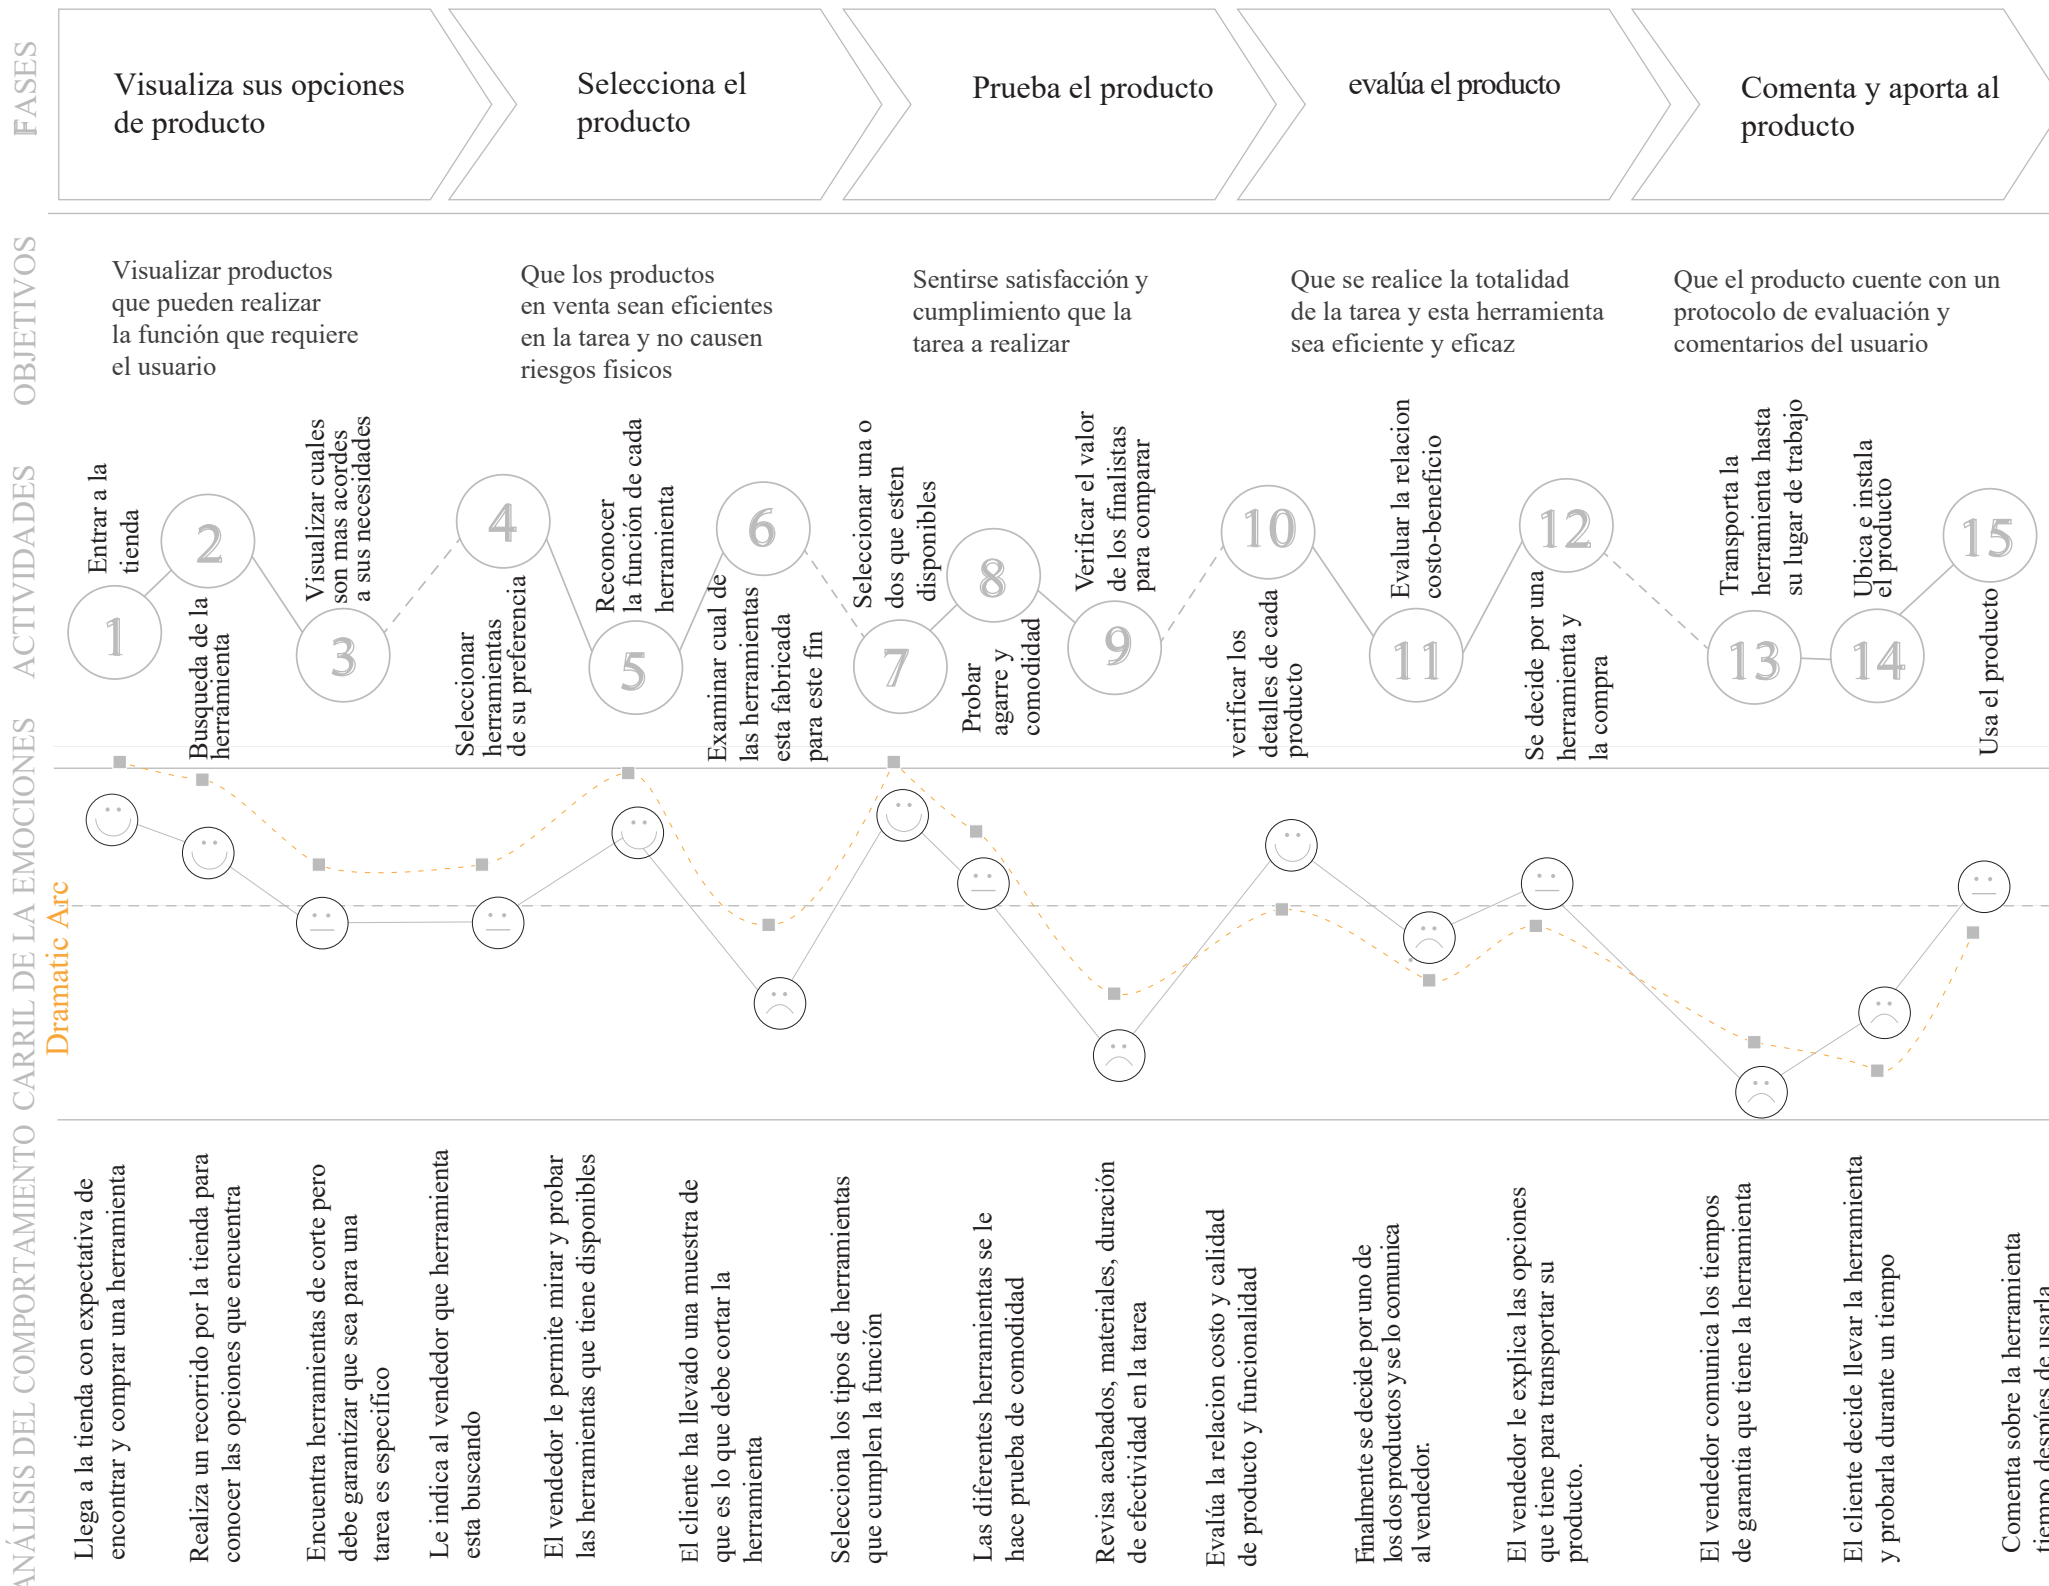 FASES
Visualiza sus opciones
de producto
Selecciona el
producto
Prueba el producto
evalúa el producto
Comenta y aporta al
producto
OBJETIVOS
Visualizar productos
que pueden realizar
la función que requiere
el usuario
Que los productos
en venta sean eficientes
en la tarea y no causen
riesgos fisicos
Sentirse satisfacción y
cumplimiento que la
tarea a realizar
Que se realice la totalidad
de la tarea y esta herramienta
sea eficiente y eficaz
Que el producto cuente con un
protocolo de evaluación y
comentarios del usuario
ACTIVIDADES
1
Entrar a la
tienda
2
Busqueda de la
herramienta
3
Visualizar cuales
son mas acordes
a sus necesidades
4
Seleccionar
herramientas
de su preferencia
5
Reconocer
la función de cada
herramienta
6
Examinar cual de
las herramientas
esta fabricada
para este fin
7
Seleccionar una o
dos que esten
disponibles
8
Probar
agarre y
comodidad
9
Verificar el valor
de los finalistas
para comparar
10
verificar los
detalles de cada
producto
11
Evaluar la relacion
costo-beneficio
12
Se decide por una
herramienta y
la compra
13
Transporta la
herramienta hasta
su lugar de trabajo
14
Ubica e instala
el producto
15
Usa el producto
CARRIL DE LA EMOCIONES
Dramatic Arc
ANÁLISIS DEL COMPORTAMIENTO
Llega a la tienda con expectativa de
encontrar y comprar una herramienta
Realiza un recorrido por la tienda para
conocer las opciones que encuentra
Encuentra herramientas de corte pero
debe garantizar que sea para una
tarea es especifico
Le indica al vendedor que herramienta
esta buscando
El vendedor le permite mirar y probar
las herramientas que tiene disponibles
El cliente ha llevado una muestra de
que es lo que debe cortar la
herramienta
Selecciona los tipos de herramientas
que cumplen la función
Las diferentes herramientas se le
hace prueba de comodidad
Revisa acabados, materiales, duración
de efectividad en la tarea
Evalúa la relacion costo y calidad
de producto y funcionalidad
Finalmente se decide por uno de
los dos productos y se lo comunica
al vendedor.
El vendedor le explica las opciones
que tiene para transportar su
producto.
El vendedor comunica los tiempos
de garantia que tiene la herramienta
El cliente decide llevar la herramienta
y probarla durante un tiempo
Comenta sobre la herramienta
tiempo despúes de usarla